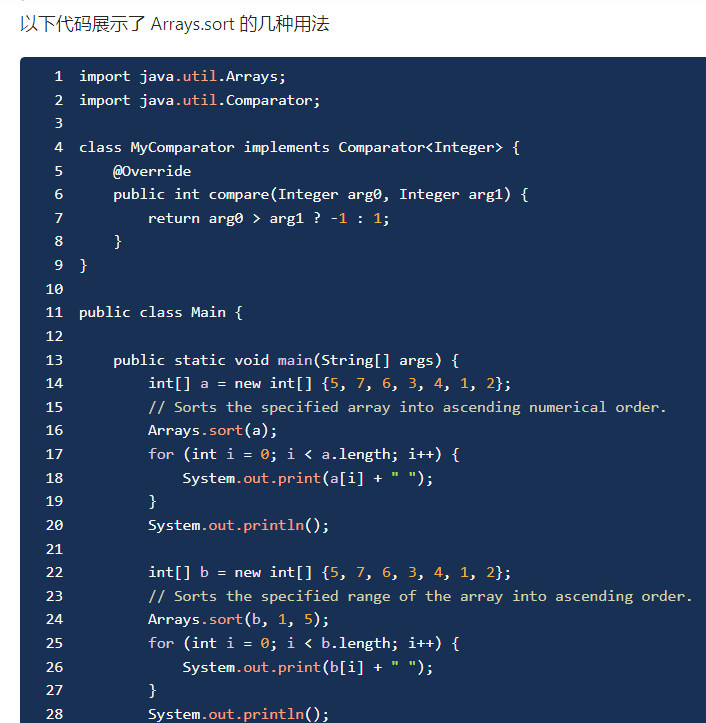 以下代码展示了 Arrays.sort 的几种用法
1 import java.util.Arrays;
2 import java.util.Comparator;
3
4 class MyComparator implements Comparator<Integer> {
5     @Override
6     public int compare(Integer arg0, Integer arg1) {
7         return arg0 > arg1 ? -1 : 1;
8     }
9 }
10
11 public class Main {
12
13     public static void main(String[] args) {
14         int[] a = new int[] {5, 7, 6, 3, 4, 1, 2};
15         // Sorts the specified array into ascending numerical order.
16         Arrays.sort(a);
17         for (int i = 0; i < a.length; i++) {
18             System.out.print(a[i] + " ");
19         }
20         System.out.println();
21
22         int[] b = new int[] {5, 7, 6, 3, 4, 1, 2};
23         // Sorts the specified range of the array into ascending order.
24         Arrays.sort(b, 1, 5);
25         for (int i = 0; i < b.length; i++) {
26             System.out.print(b[i] + " ");
27         }
28         System.out.println();